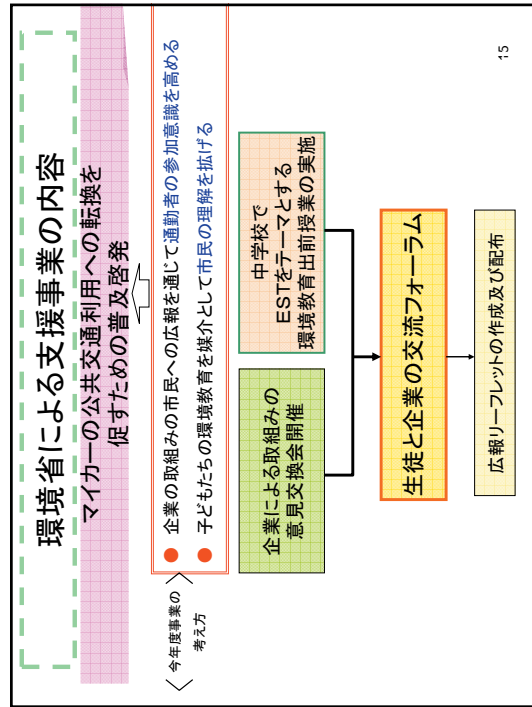 環境省による支援事業の内容
マイカーの公共交通利用への転換を
促すための普及啓発
今年度事業の
考え方
● 企業の取組みの市民への広報を通じて通勤者の参加意識を高める
● 子どもたちの環境教育を媒介として市民の理解を拡げる
企業による取組みの
意見交換会開催
中学校で
ESTをテーマとする
環境教育出前授業の実施
生徒と企業の交流フォーラム
広報リーフレットの作成及び配布
15